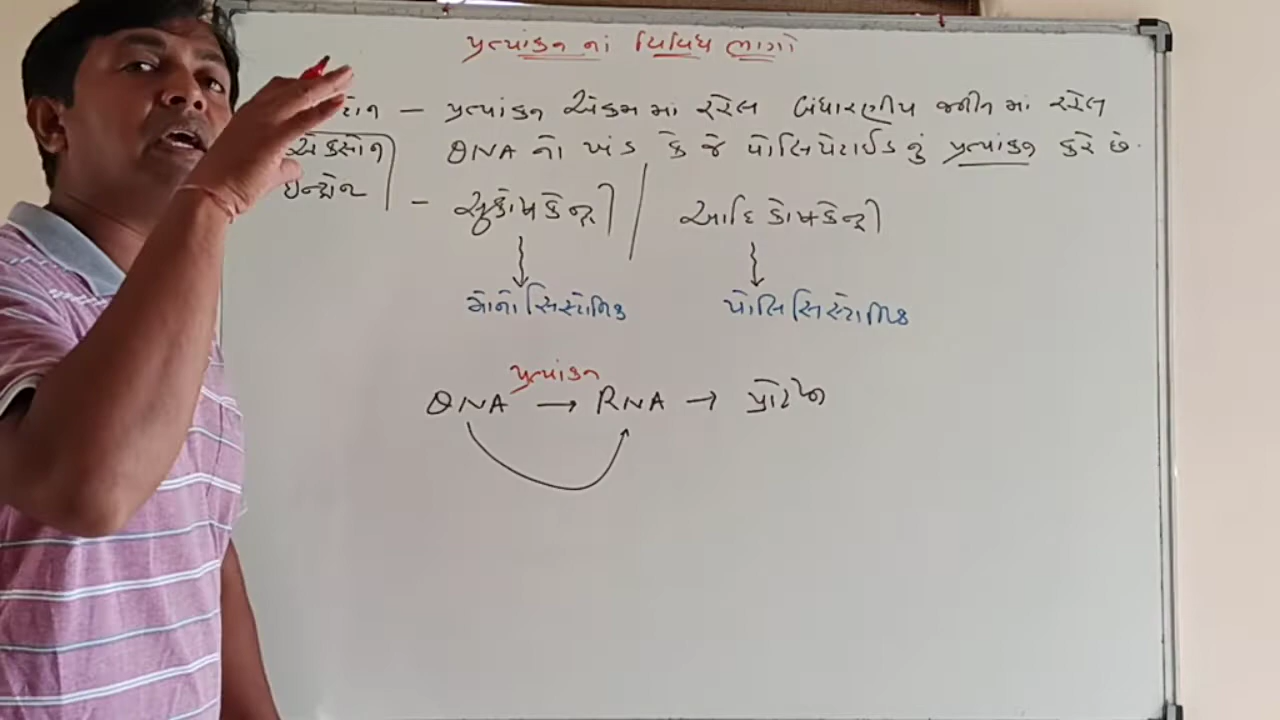 પ્રત્યાંકન નાં વિવિધ ભાગો
– પ્રત્યાંકન એકમ માં રહેલ બંધારણીય જનીન માં રહેલ
એકસોન DNA નો ખંડ કે જે પોલિપેટાઈડ નું પ્રત્યાંકન કરે છે.
ઇન્ટ્રોન – સુકોષકેન્દ્રી / આદિકોષકેન્દ્રી
મોનોસિસ્ટ્રોનિક પોલિસિસ્ટ્રોનિક
પ્રત્યાંકન
DNA → RNA → પ્રોટીન